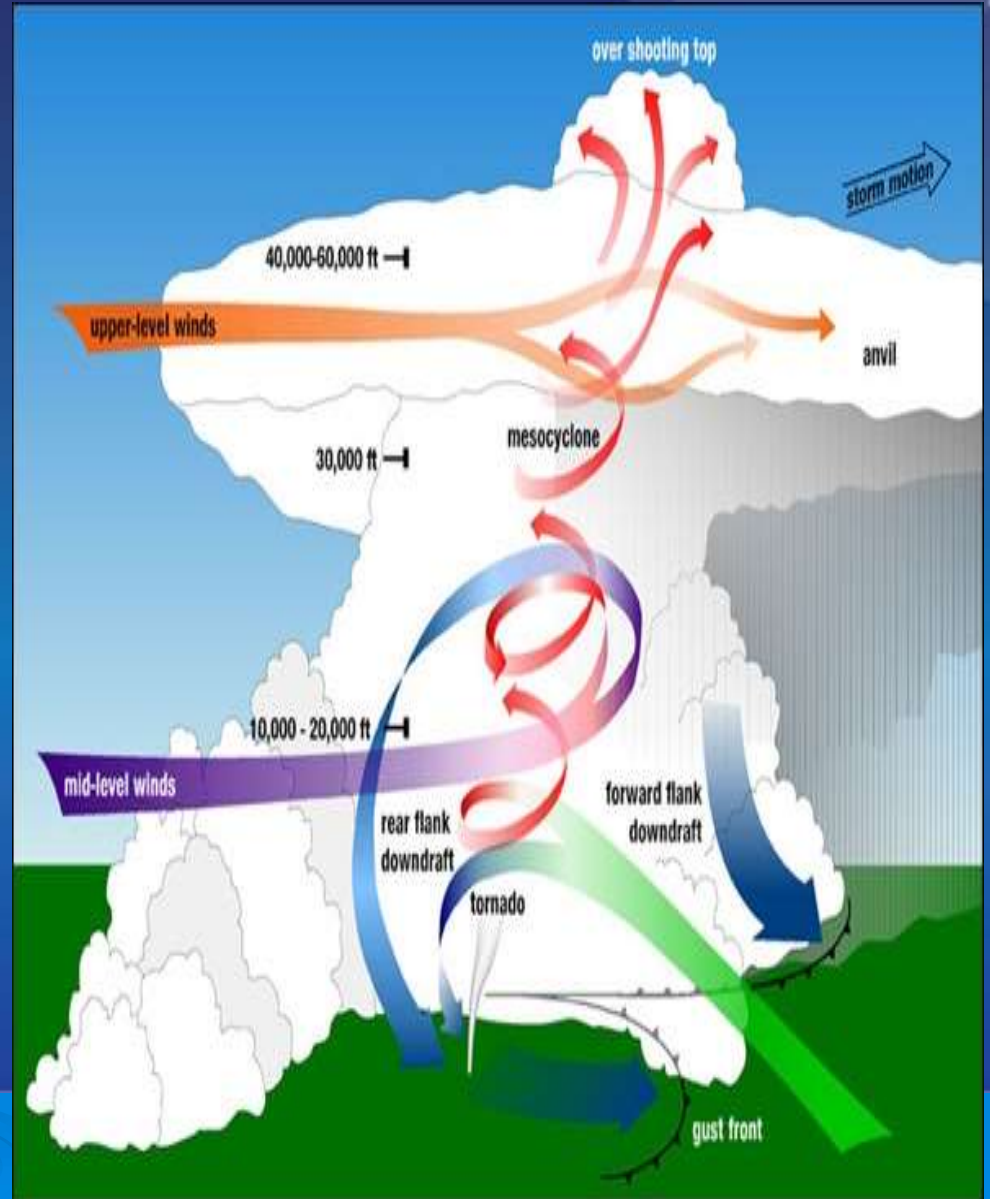 over shooting top
storm motion
40,000-60,000 ft
upper-level winds
anvil
mesocyclone
30,000 ft
10,000 - 20,000 ft
mid-level winds
rear flank
downdraft
forward flank
downdraft
tornado
gust front